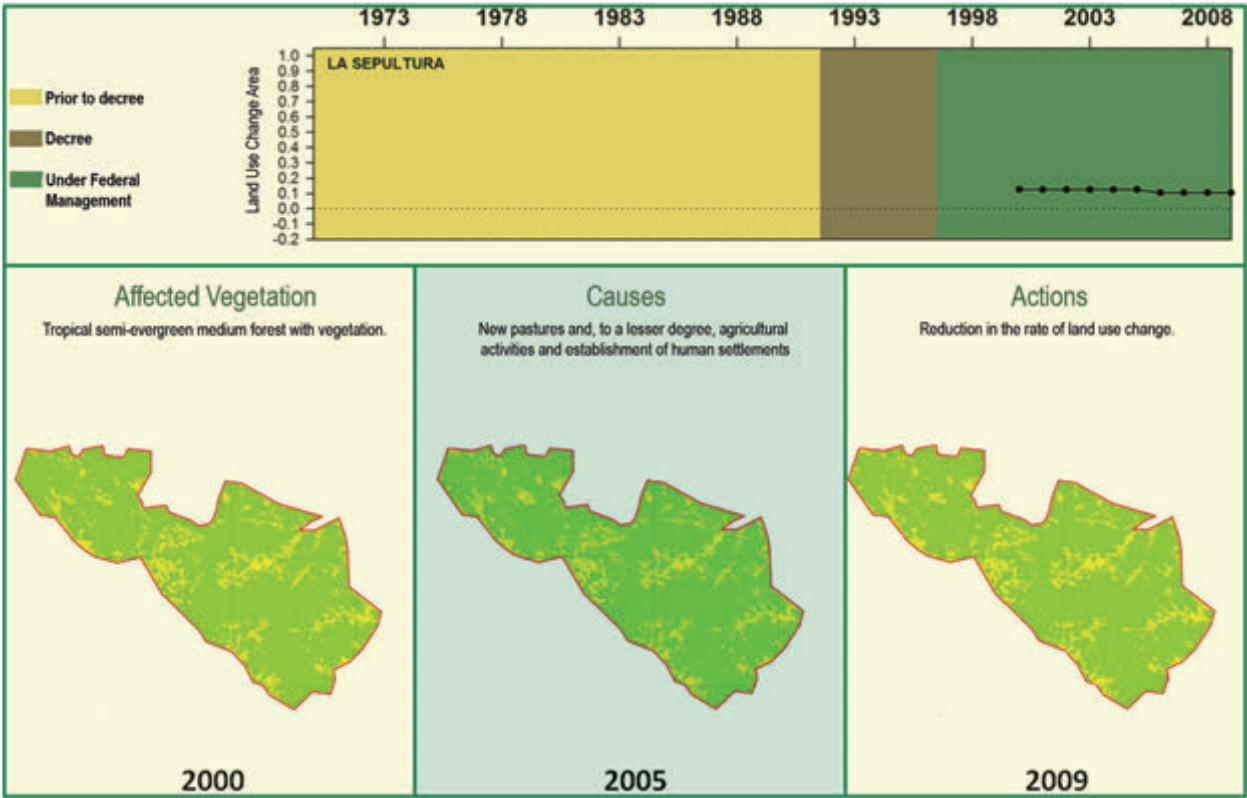 1973 1978 1983 1988 1993 1998 2003 2008
LA SEPULTURA
Land Use Change Area
1.0
0.9
0.8
0.7
0.6
0.5
0.4
0.3
0.2
0.1
0.0
-0.1
-0.2
Prior to decree
Decree
Under Federal
Management
Affected Vegetation
Tropical semi-evergreen medium forest with vegetation.
Causes
New pastures and, to a lesser degree, agricultural
activities and establishment of human settlements
Actions
Reduction in the rate of land use change.
2000
2005
2009